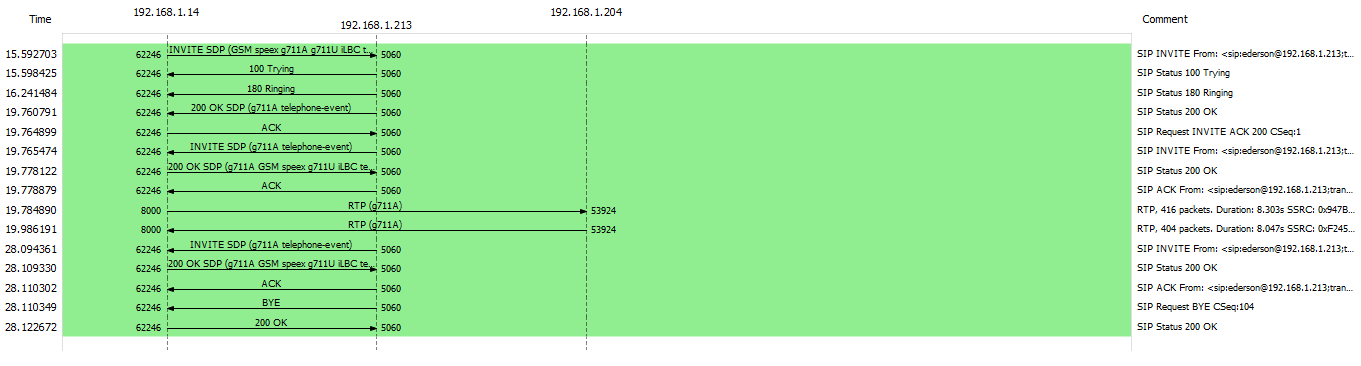 Time 192.168.1.14 192.168.1.213 192.168.1.204 Comment
15.592703 62246 INVITE SDP (GSM speex g711A g711U iLBC t... 5060 SIP INVITE From: <sip:ederson@192.168.1.213;t...
15.598425 62246 100 Trying 5060 SIP Status 100 Trying
16.241484 62246 180 Ringing 5060 SIP Status 180 Ringing
19.760791 62246 200 OK SDP (g711A telephone-event) 5060 SIP Status 200 OK
19.764899 62246 ACK 5060 SIP Request INVITE ACK 200 CSeq:1
19.765474 62246 INVITE SDP (g711A telephone-event) 5060 SIP INVITE From: <sip:ederson@192.168.1.213;t...
19.778122 62246 200 OK SDP (g711A GSM speex g711U iLBC te... 5060 SIP Status 200 OK
19.778879 62246 ACK 5060 SIP ACK From: <sip:ederson@192.168.1.213;tran...
19.784890 8000 RTP (g711A) 53924 RTP, 416 packets. Duration: 8.303s SSRC: 0x947B...
19.986191 8000 RTP (g711A) 53924 RTP, 404 packets. Duration: 8.047s SSRC: 0xF245...
28.094361 62246 INVITE SDP (g711A telephone-event) 5060 SIP INVITE From: <sip:ederson@192.168.1.213;t...
28.109330 62246 200 OK SDP (g711A GSM speex g711U iLBC te... 5060 SIP Status 200 OK
28.110302 62246 ACK 5060 SIP ACK From: <sip:ederson@192.168.1.213;tran...
28.110349 62246 BYE 5060 SIP Request BYE CSeq:104
28.122672 62246 200 OK 5060 SIP Status 200 OK